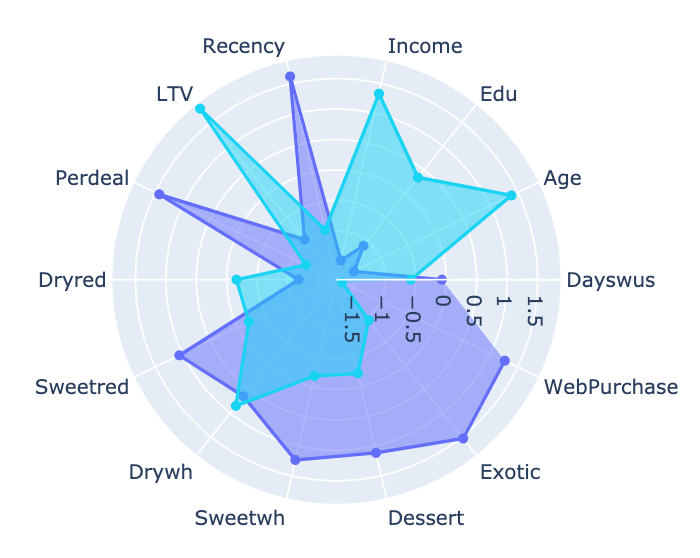 Recency
Income
LTV
Edu
Perdeal
Age
Dryred
Dayswus
−1.5
−1
−0.5
0
0.5
1
1.5
Sweetred
WebPurchase
Drywh
Exotic
Sweetwh
Dessert